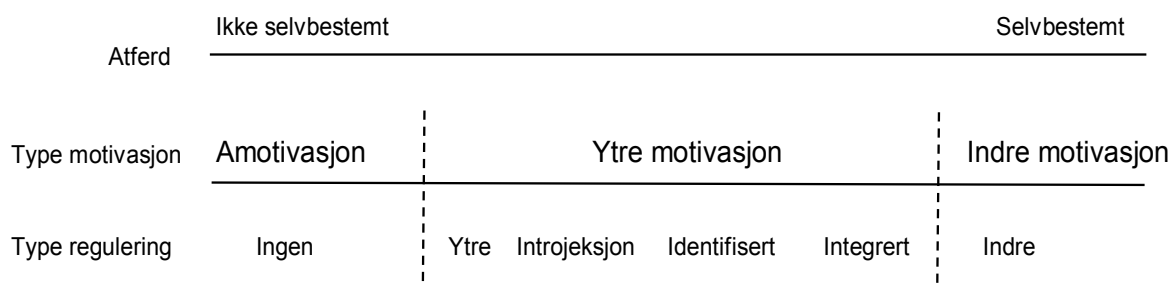 Ikke selvbestemt Selvbestemt
Atferd
Type motivasjon Amotivasjon Ytre motivasjon Indre motivasjon
Type regulering Ingen Ytre Introjeksjon Identifisert Integrert Indre